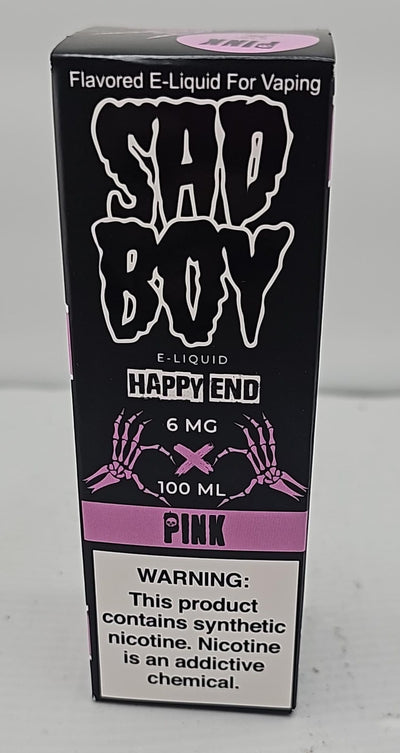 PINK
Flavored E-Liquid For Vaping
SAD
BOY
E-LIQUID
HAPPY END
6 MG
X
100 ML
PINK
WARNING:
This product
contains synthetic
nicotine. Nicotine
is an addictive
chemical.